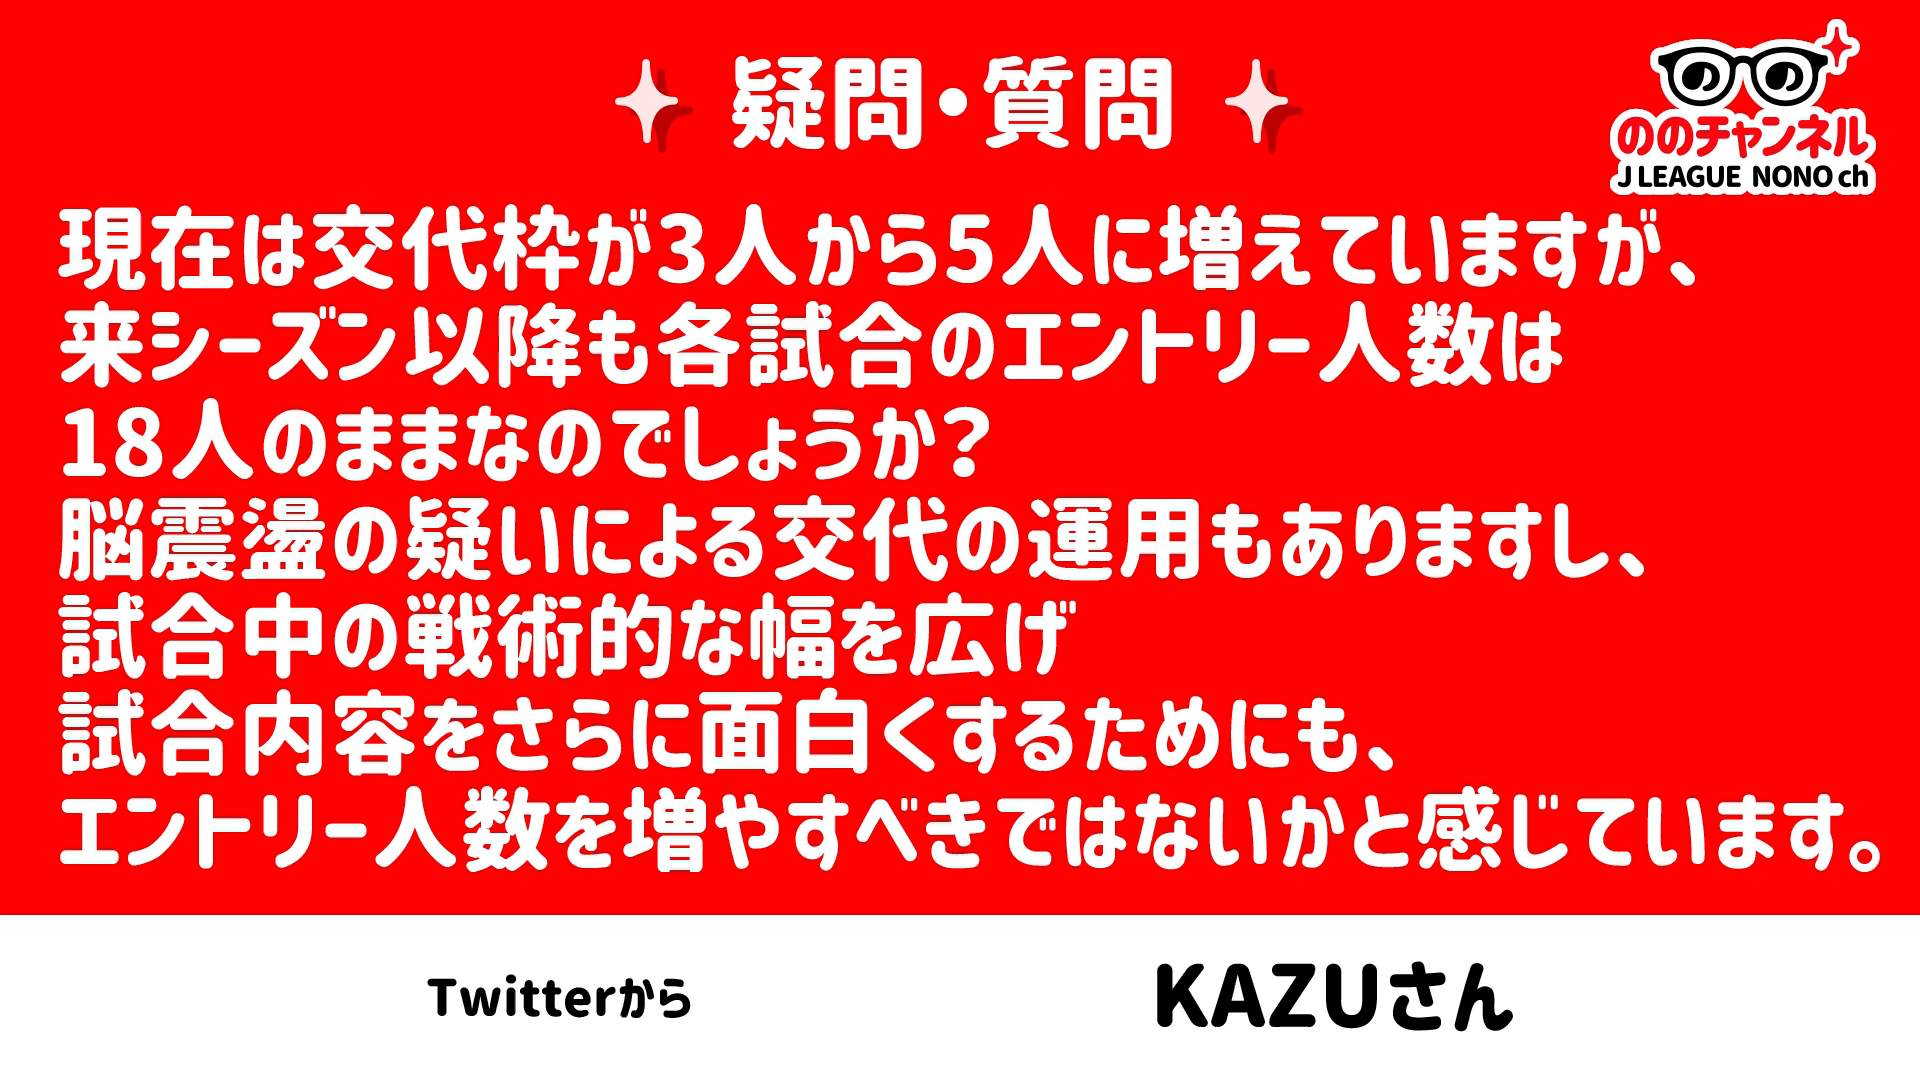 疑問・質問
のの
ののチャンネル
J LEAGUE NONO ch
現在は交代枠が3人から5人に増えていますが、
来シーズン以降も各試合のエントリー人数は
18人のままなのでしょうか？
脳震盪の疑いによる交代の運用もありますし、
試合中の戦術的な幅を広げ
試合内容をさらに面白くするためにも、
エントリー人数を増やすべきではないかと感じています。
Twitterから
KAZUさん